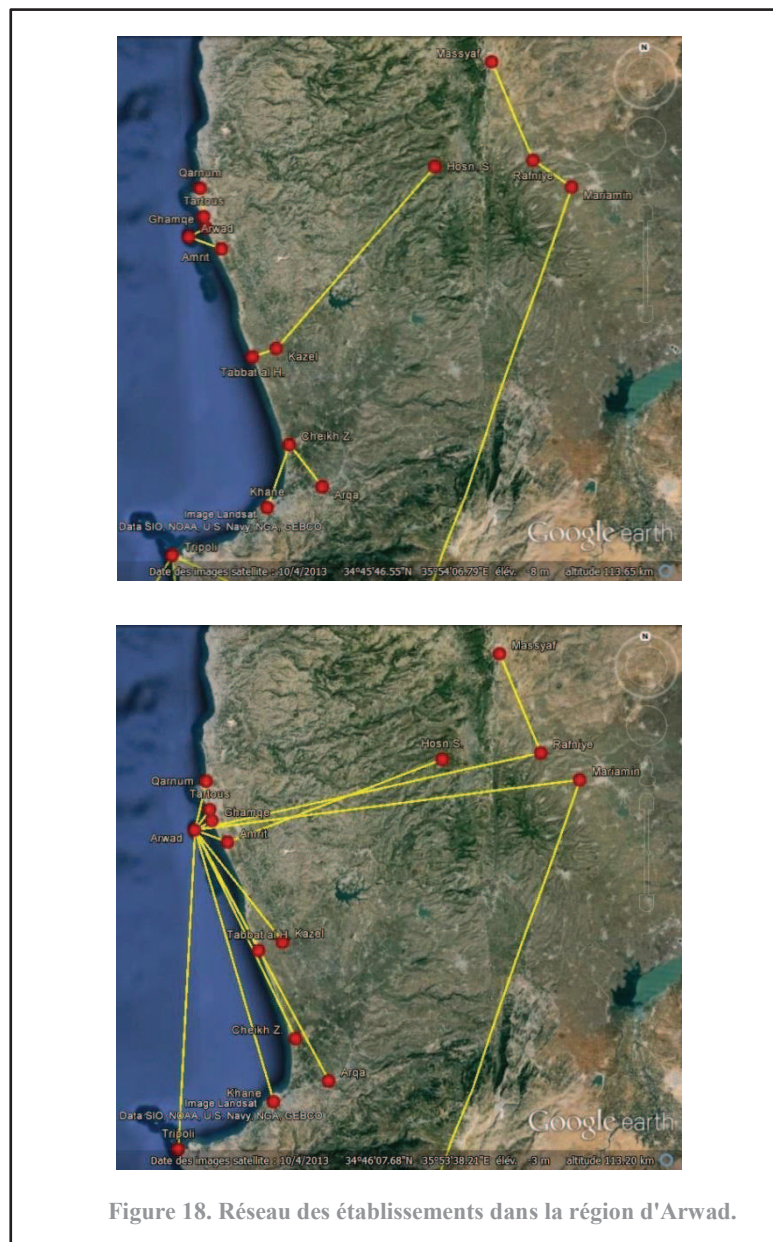 Massyaf
N
Hosn. S.
Rafniye
Mariamin
Qarnum
Tartous
Ghamqe
Arwad
Amrit
Kazel
Tabbat al H.
Cheikh Z.
Khane
Arqa
Image Landsat
Data SIO, NOAA, U.S. Navy, NGA, GEBCO
Tripoli
Google earth
Date des images satellite : 10/4/2013 34°45'46.55"N 35°54'06.79"E élév. -8 m altitude 113.65 km
N
Massyaf
Hosn S.
Rafniye
Mariamin
Qarnum
Tartous
Ghamqe
Arwad
Amrit
Tabbat al H.
Kazel
Cheikh Z.
Arqa
Khane
Image Landsat
Data SIO, NOAA, U.S. Navy, NGA, GEBCO
Tripoli
Google earth
Date des images satellite : 10/4/2013 34°46'07.68"N 35°53'38.21"E élév. -3 m altitude 113.20 km
Figure 18. Réseau des établissements dans la région d'Arwad.